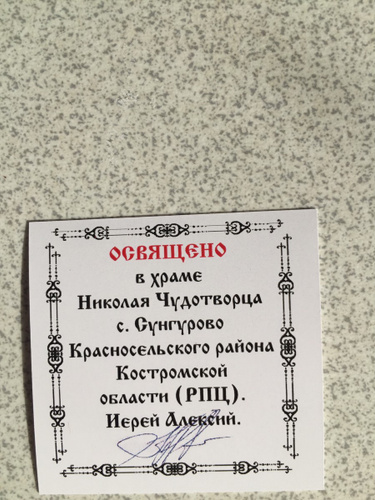 ОСВЯЩЕНО
в храме
Николая Чудотворца
с. Сунгурово
Красносельского района
Костромской
области (РПЦ).
Иерей Алексий.